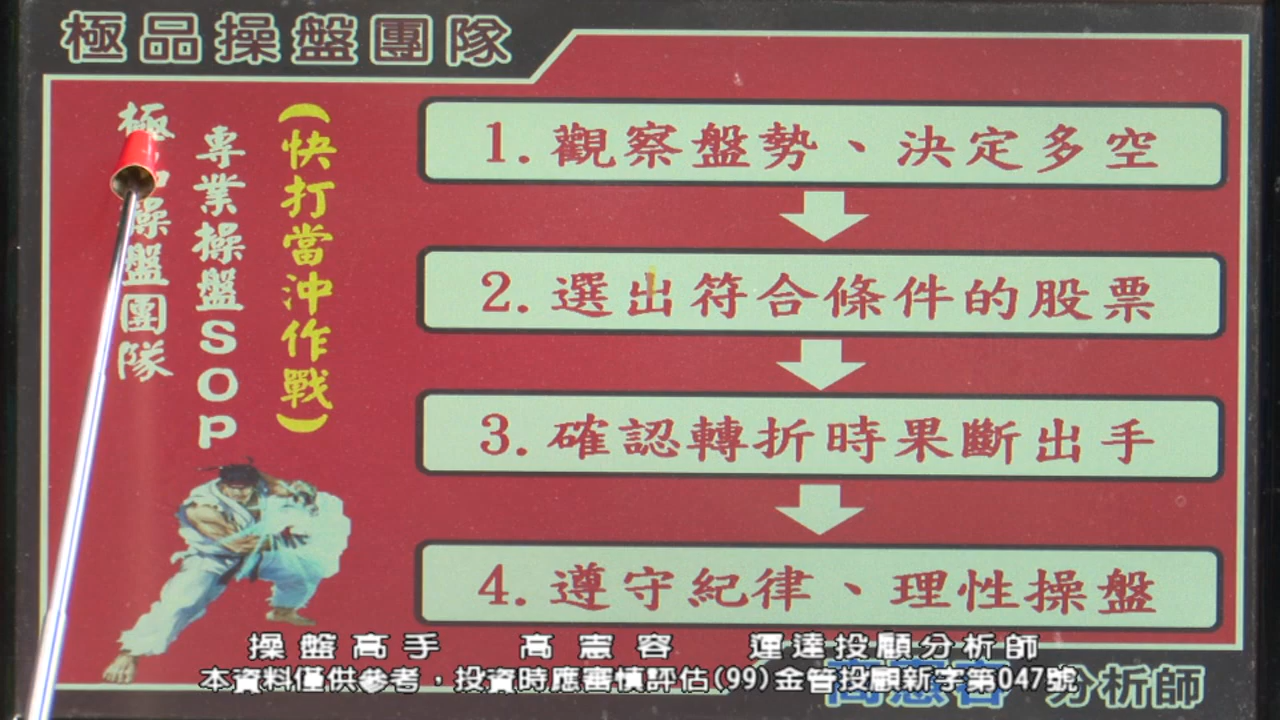 極品操盤團隊
極品操盤團隊
專業操盤SOP
(快打當沖作戰)
1.觀察盤勢、決定多空
2.選出符合條件的股票
3.確認轉折時果斷出手
4.遵守紀律、理性操盤
操盤高手 高憲容 運達投顧分析師
本資料僅供參考，投資時應審慎評估(99)金管投顧新字第047號
高憲容 分析師